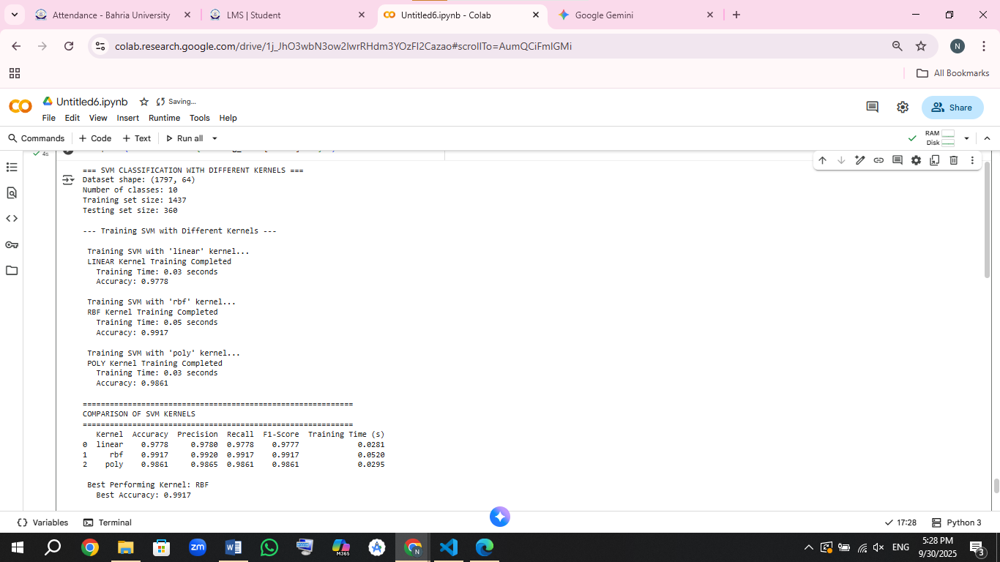 Attendance - Bahria University
LMS | Student
Untitled6.ipynb - Colab
Google Gemini
colab.research.google.com/drive/1j_JhO3wbN3ow2IwrRHdm3YOzFI2Cazao#scrollTo=AumQCiFmIGMi
N
All Bookmarks
Untitled6.ipynb
Saving...
File Edit View Insert Runtime Tools Help
Share
Commands + Code + Text Run all
RAM
Disk
4s
=== SVM CLASSIFICATION WITH DIFFERENT KERNELS ===
Dataset shape: (1797, 64)
Number of classes: 10
Training set size: 1437
Testing set size: 360
--- Training SVM with Different Kernels ---
Training SVM with 'linear' kernel...
LINEAR Kernel Training Completed
Training Time: 0.03 seconds
Accuracy: 0.9778
Training SVM with 'rbf' kernel...
RBF Kernel Training Completed
Training Time: 0.05 seconds
Accuracy: 0.9917
Training SVM with 'poly' kernel...
POLY Kernel Training Completed
Training Time: 0.03 seconds
Accuracy: 0.9861
============================================================
COMPARISON OF SVM KERNELS
============================================================
Kernel Accuracy Precision Recall F1-Score Training Time (s)
0 linear 0.9778 0.9780 0.9778 0.9777 0.0281
1 rbf 0.9917 0.9920 0.9917 0.9917 0.0520
2 poly 0.9861 0.9865 0.9861 0.9861 0.0295
Best Performing Kernel: RBF
Best Accuracy: 0.9917
Variables Terminal
17:28 Python 3
zm
M365
N
ENG
5:28 PM
9/30/2025
3